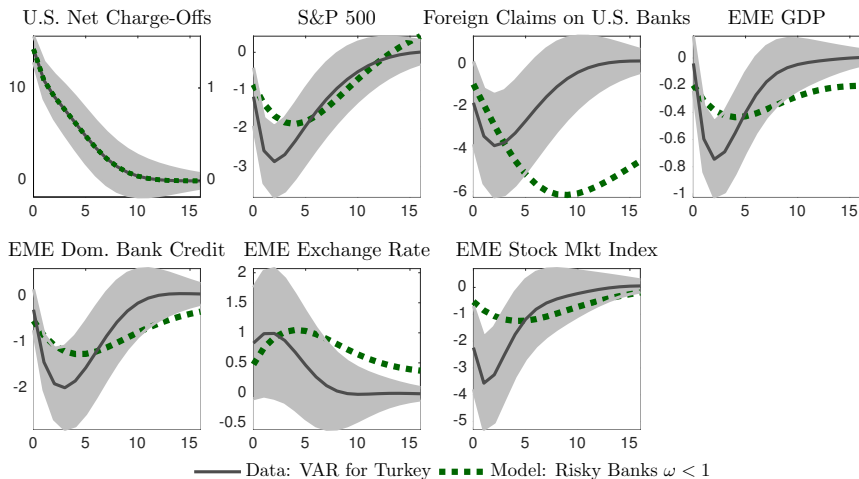 U.S. Net Charge-Offs
S&P 500
Foreign Claims on U.S. Banks
EME GDP
10
0
1
0
0
-1
-2
-3
0
-2
-4
-6
0
-0.2
-0.4
-0.6
-0.8
-1
0 5 10 15
0 5 10 15
0 5 10 15
0 5 10 15
EME Dom. Bank Credit
EME Exchange Rate
EME Stock Mkt Index
0
-1
-2
2
1.5
1
0.5
0
-0.5
0
-1
-2
-3
-4
-5
0 5 10 15
0 5 10 15
0 5 10 15
Data: VAR for Turkey
Model: Risky Banks ω < 1